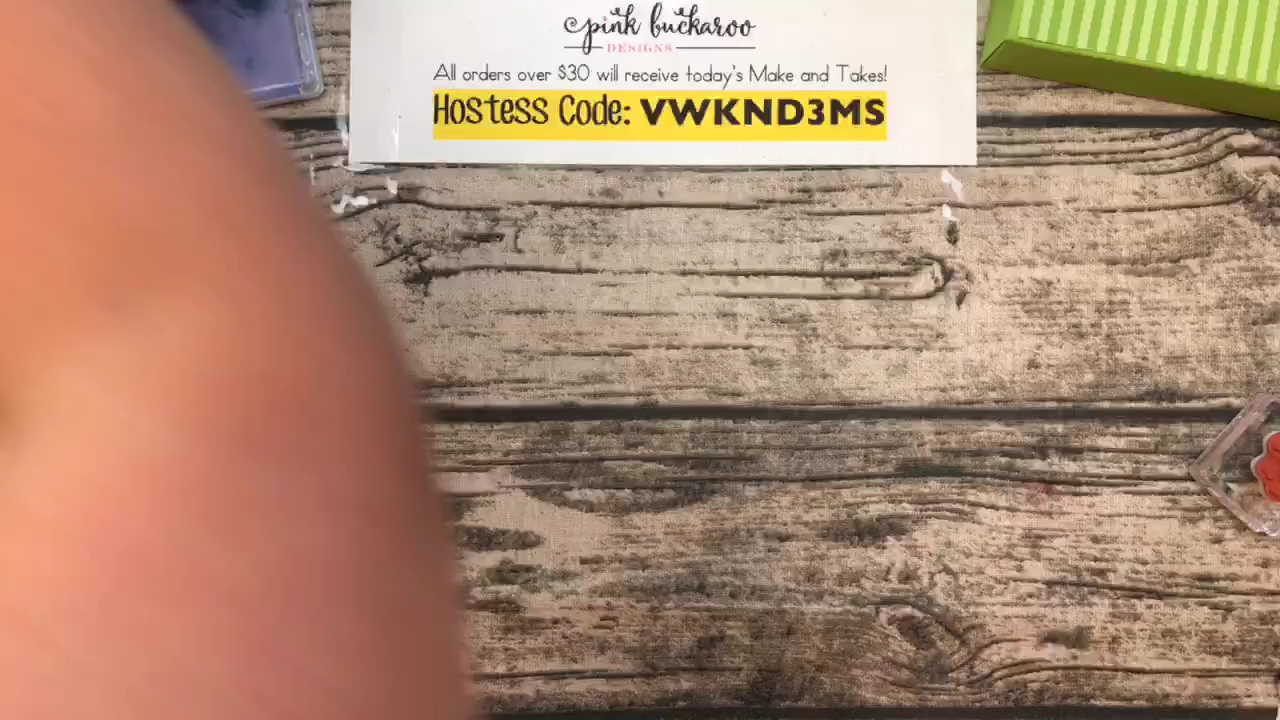 pink buckaroo
DESIGNS
All orders over $30 will receive today's Make and Takes!
Hostess Code: VWKND3MS